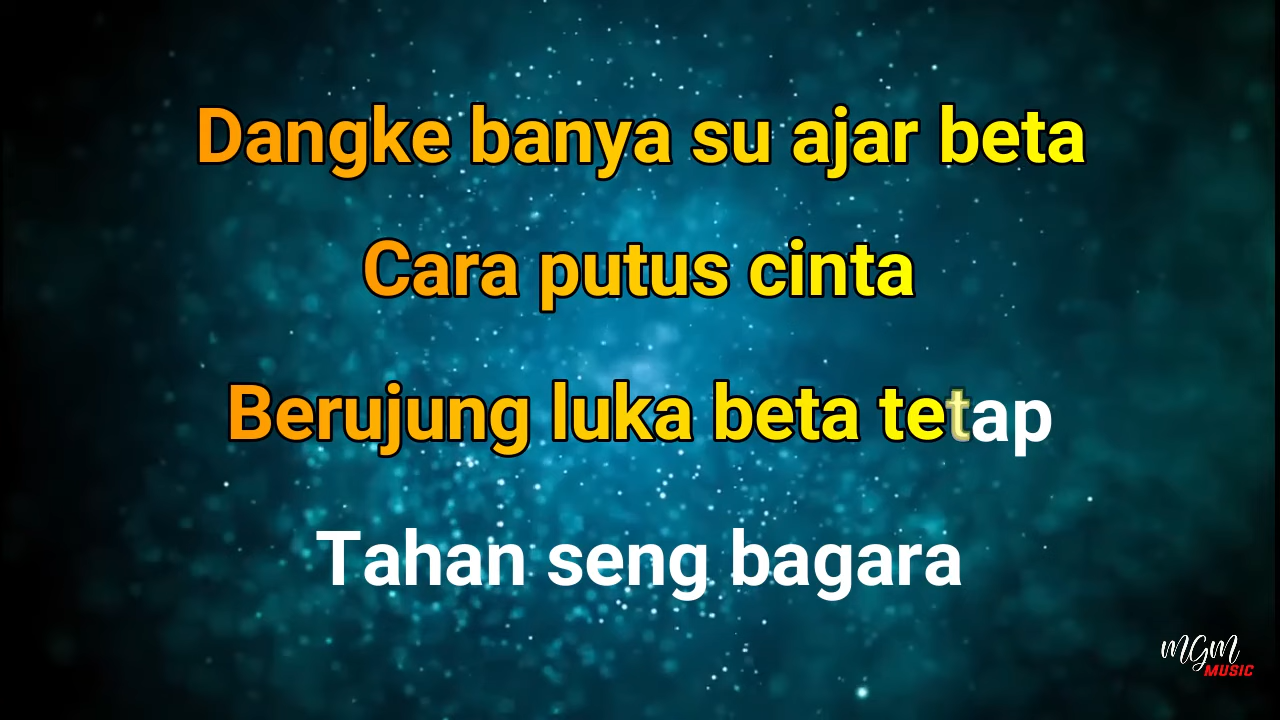 Dangke banya su ajar beta
Cara putus cinta
Berujung luka beta tetap
Tahan seng bagara
MGM
MUSIC